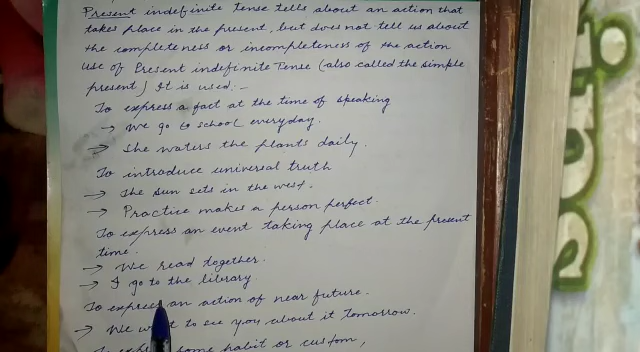 Present indefinite Tense tells about an action that
takes place in the present, but does not tell us about
the completeness or incompleteness of the action
use of Present indefinite Tense (also called the simple
present) It is used:-
To express a fact at the time of speaking
→ We go to school everyday.
→ She waters the plants daily.
To introduce universal truth
→ The sun sets in the west.
→ Practice makes a person perfect.
To express an event taking place at the present
time.
→ We read together.
→ I go to the library.
To express an action of near future.
→ We to see you about it Tomorrow.
some habit or custom,